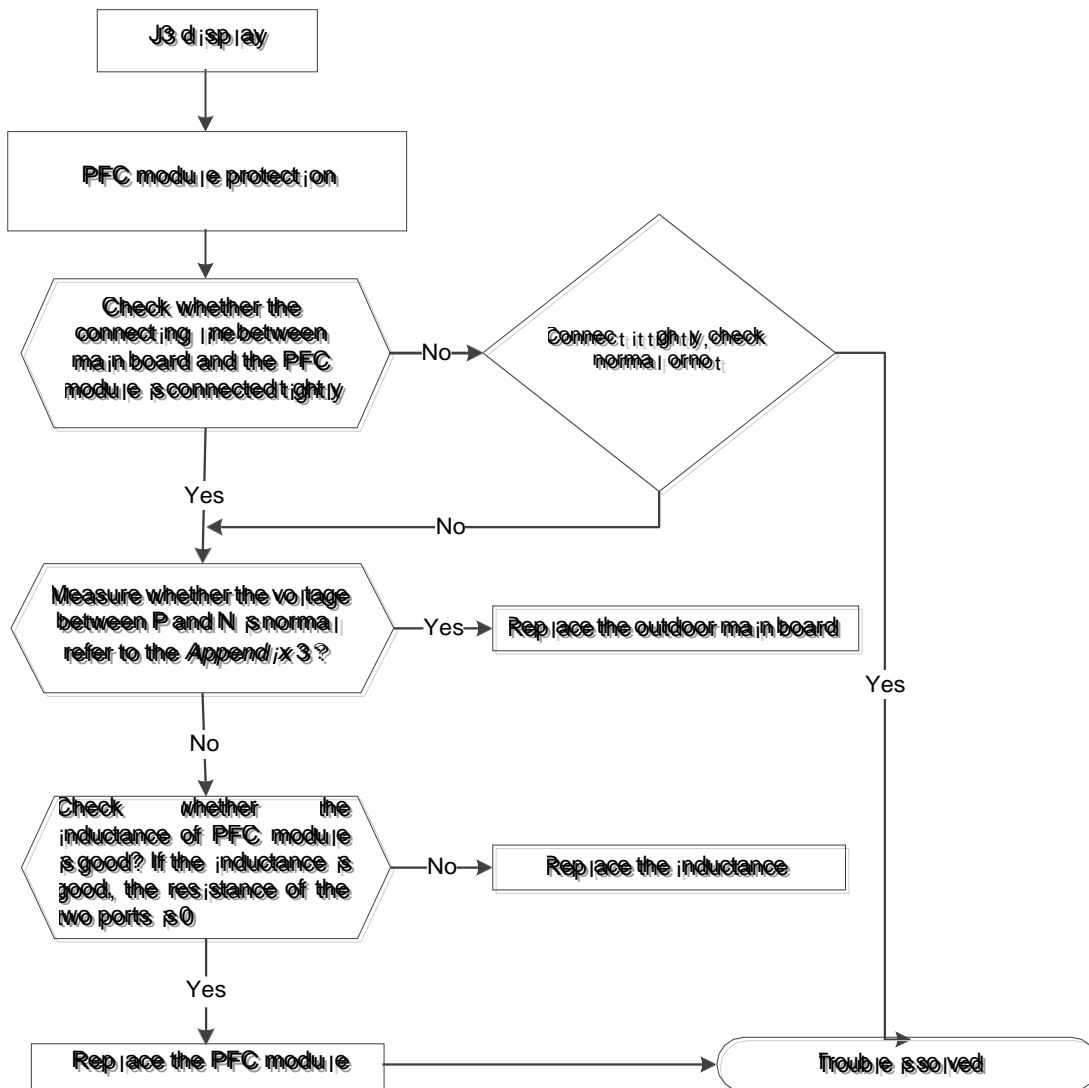 J3 display
PFC module protection
Check whether the
connecting line between
main board and the PFC
module is connected tightly
No
Connect it tightly, check
normal or not
Yes
No
Measure whether the voltage
between P and N is normal
refer to the Appendix 3?
Yes
Replace the outdoor main board
Yes
No
Check whether the
inductance of PFC module
is good? If the inductance is
good, the resistance of the
two ports is 0
No
Replace the inductance
Yes
Replace the PFC module
Trouble is solved